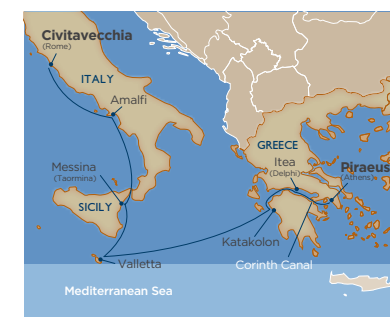 Civitavecchia
(Rome)
ITALY
Amalfi
GREECE
Itea
(Delphi)
Piraeus
(Athens)
Messina
(Taormina)
SICILY
Katakolon
Valletta
Corinth Canal
Mediterranean Sea